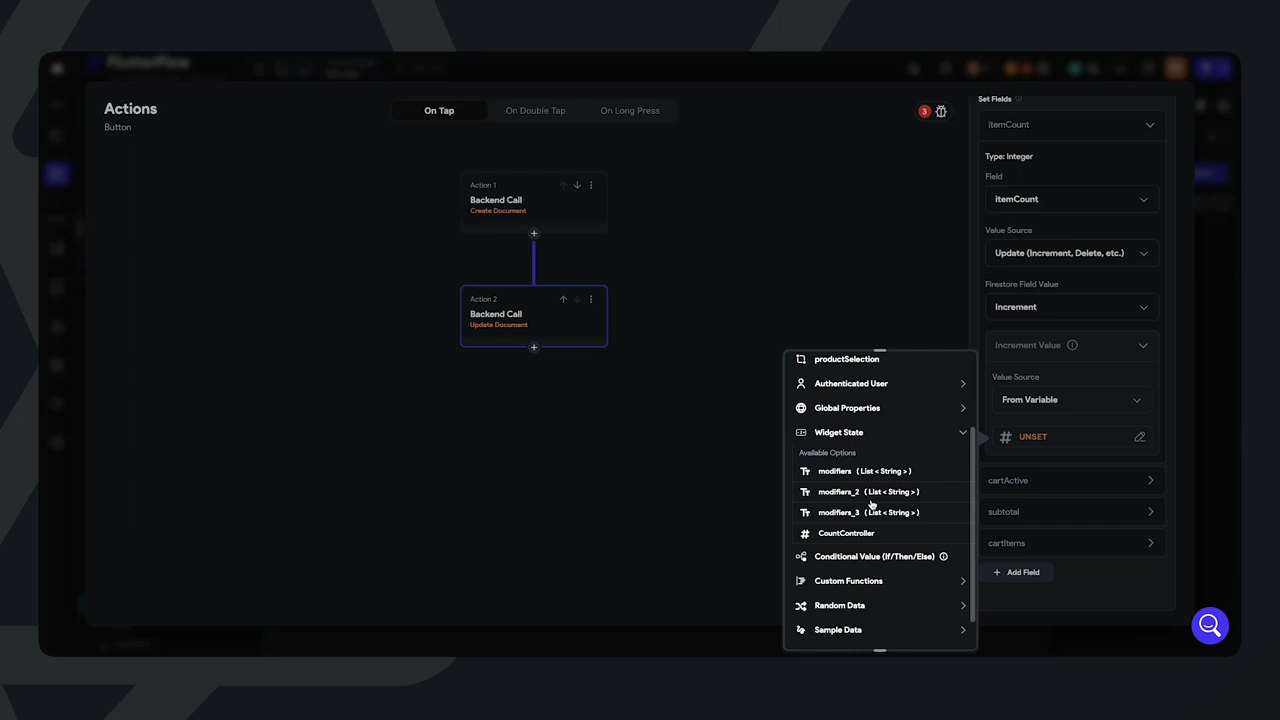 FlutterFlow
Actions
Button
On Tap
On Double Tap
On Long Press
3
Action 1
Backend Call
Create Document
Action 2
Backend Call
Update Document
productSelection
Authenticated User
Global Properties
Widget State
Available Options
modifiers ( List < String > )
modifiers_2 ( List < String > )
modifiers_3 ( List < String > )
CountController
Conditional Value (If/Then/Else)
Custom Functions
Random Data
Sample Data
Set Fields
itemCount
Type: Integer
Field
itemCount
Value Source
Update (Increment, Delete, etc.)
Firestore Field Value
Increment
Increment Value
Value Source
From Variable
UNSET
cartActive
subtotal
cartItems
+ Add Field